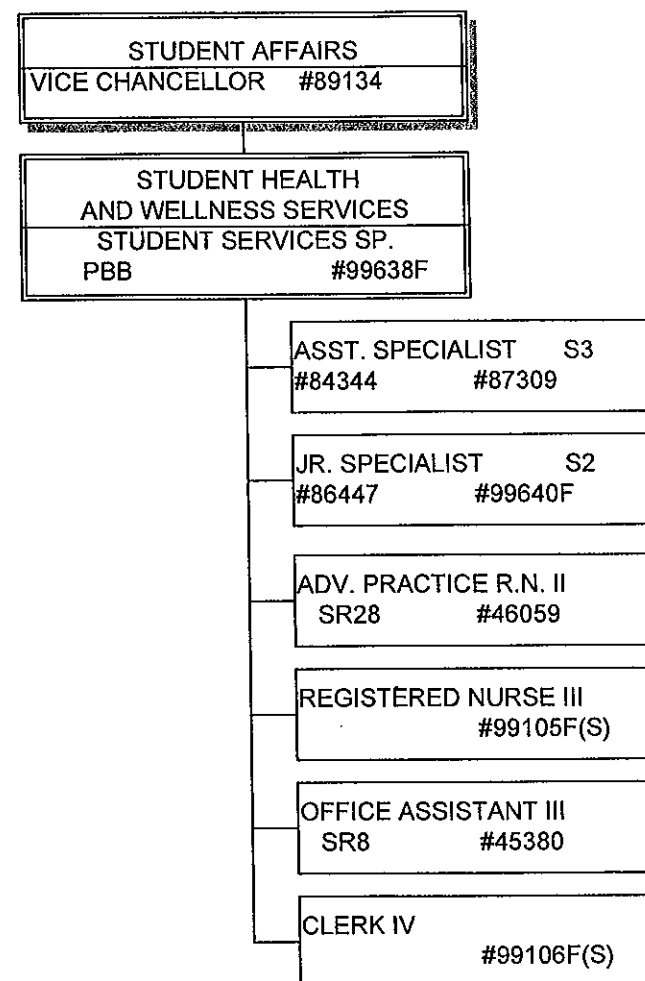 STUDENT AFFAIRS
VICE CHANCELLOR #89134
STUDENT HEALTH
AND WELLNESS SERVICES
STUDENT SERVICES SP.
PBB #99638F
ASST. SPECIALIST S3
#84344 #87309
JR. SPECIALIST S2
#86447 #99640F
ADV. PRACTICE R.N. II
SR28 #46059
REGISTERED NURSE III
#99105F(S)
OFFICE ASSISTANT III
SR8 #45380
CLERK IV
#99106F(S)